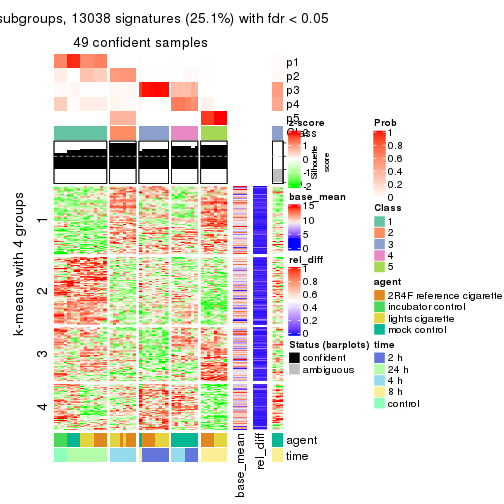 subgroups, 13038 signatures (25.1%) with fdr < 0.05
49 confident samples
p1
p2
p3
p4
p5
Class
Silhouette
score
k-means with 4 groups
1
2
3
4
agent
time
base_mean
rel_diff
z-score
0
-2
base_mean
15
10
5
0
rel_diff
1
0.8
0.6
0.4
0.2
0
Status (barplots)
confident
ambiguous
Prob
1
0.8
0.6
0.4
0.2
0
Class
1
2
3
4
5
agent
2R4F reference cigarette
incubator control
lights cigarette
mock control
time
2 h
24 h
4 h
8 h
control